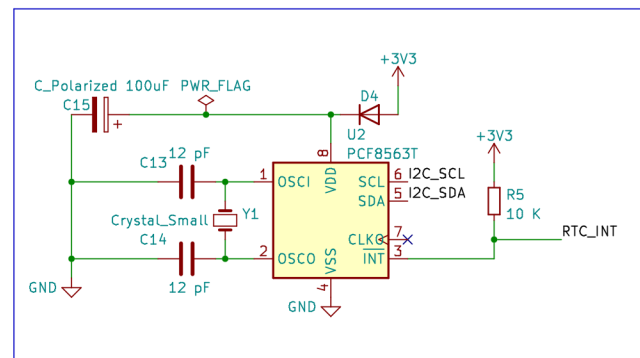 +3V3
C_Polarized 100uF PWR_FLAG
C15
+
D4
U2
PCF8563T
+3V3
8
VDD
12 pF
C13
1
OSCI
SCL
6
I2C_SCL
SDA
5
I2C_SDA
Crystal_Small
Y1
R5
10 K
C14
CLKO
7
RTC_INT
2
OSCO
VSS
INT
3
12 pF
4
GND
GND